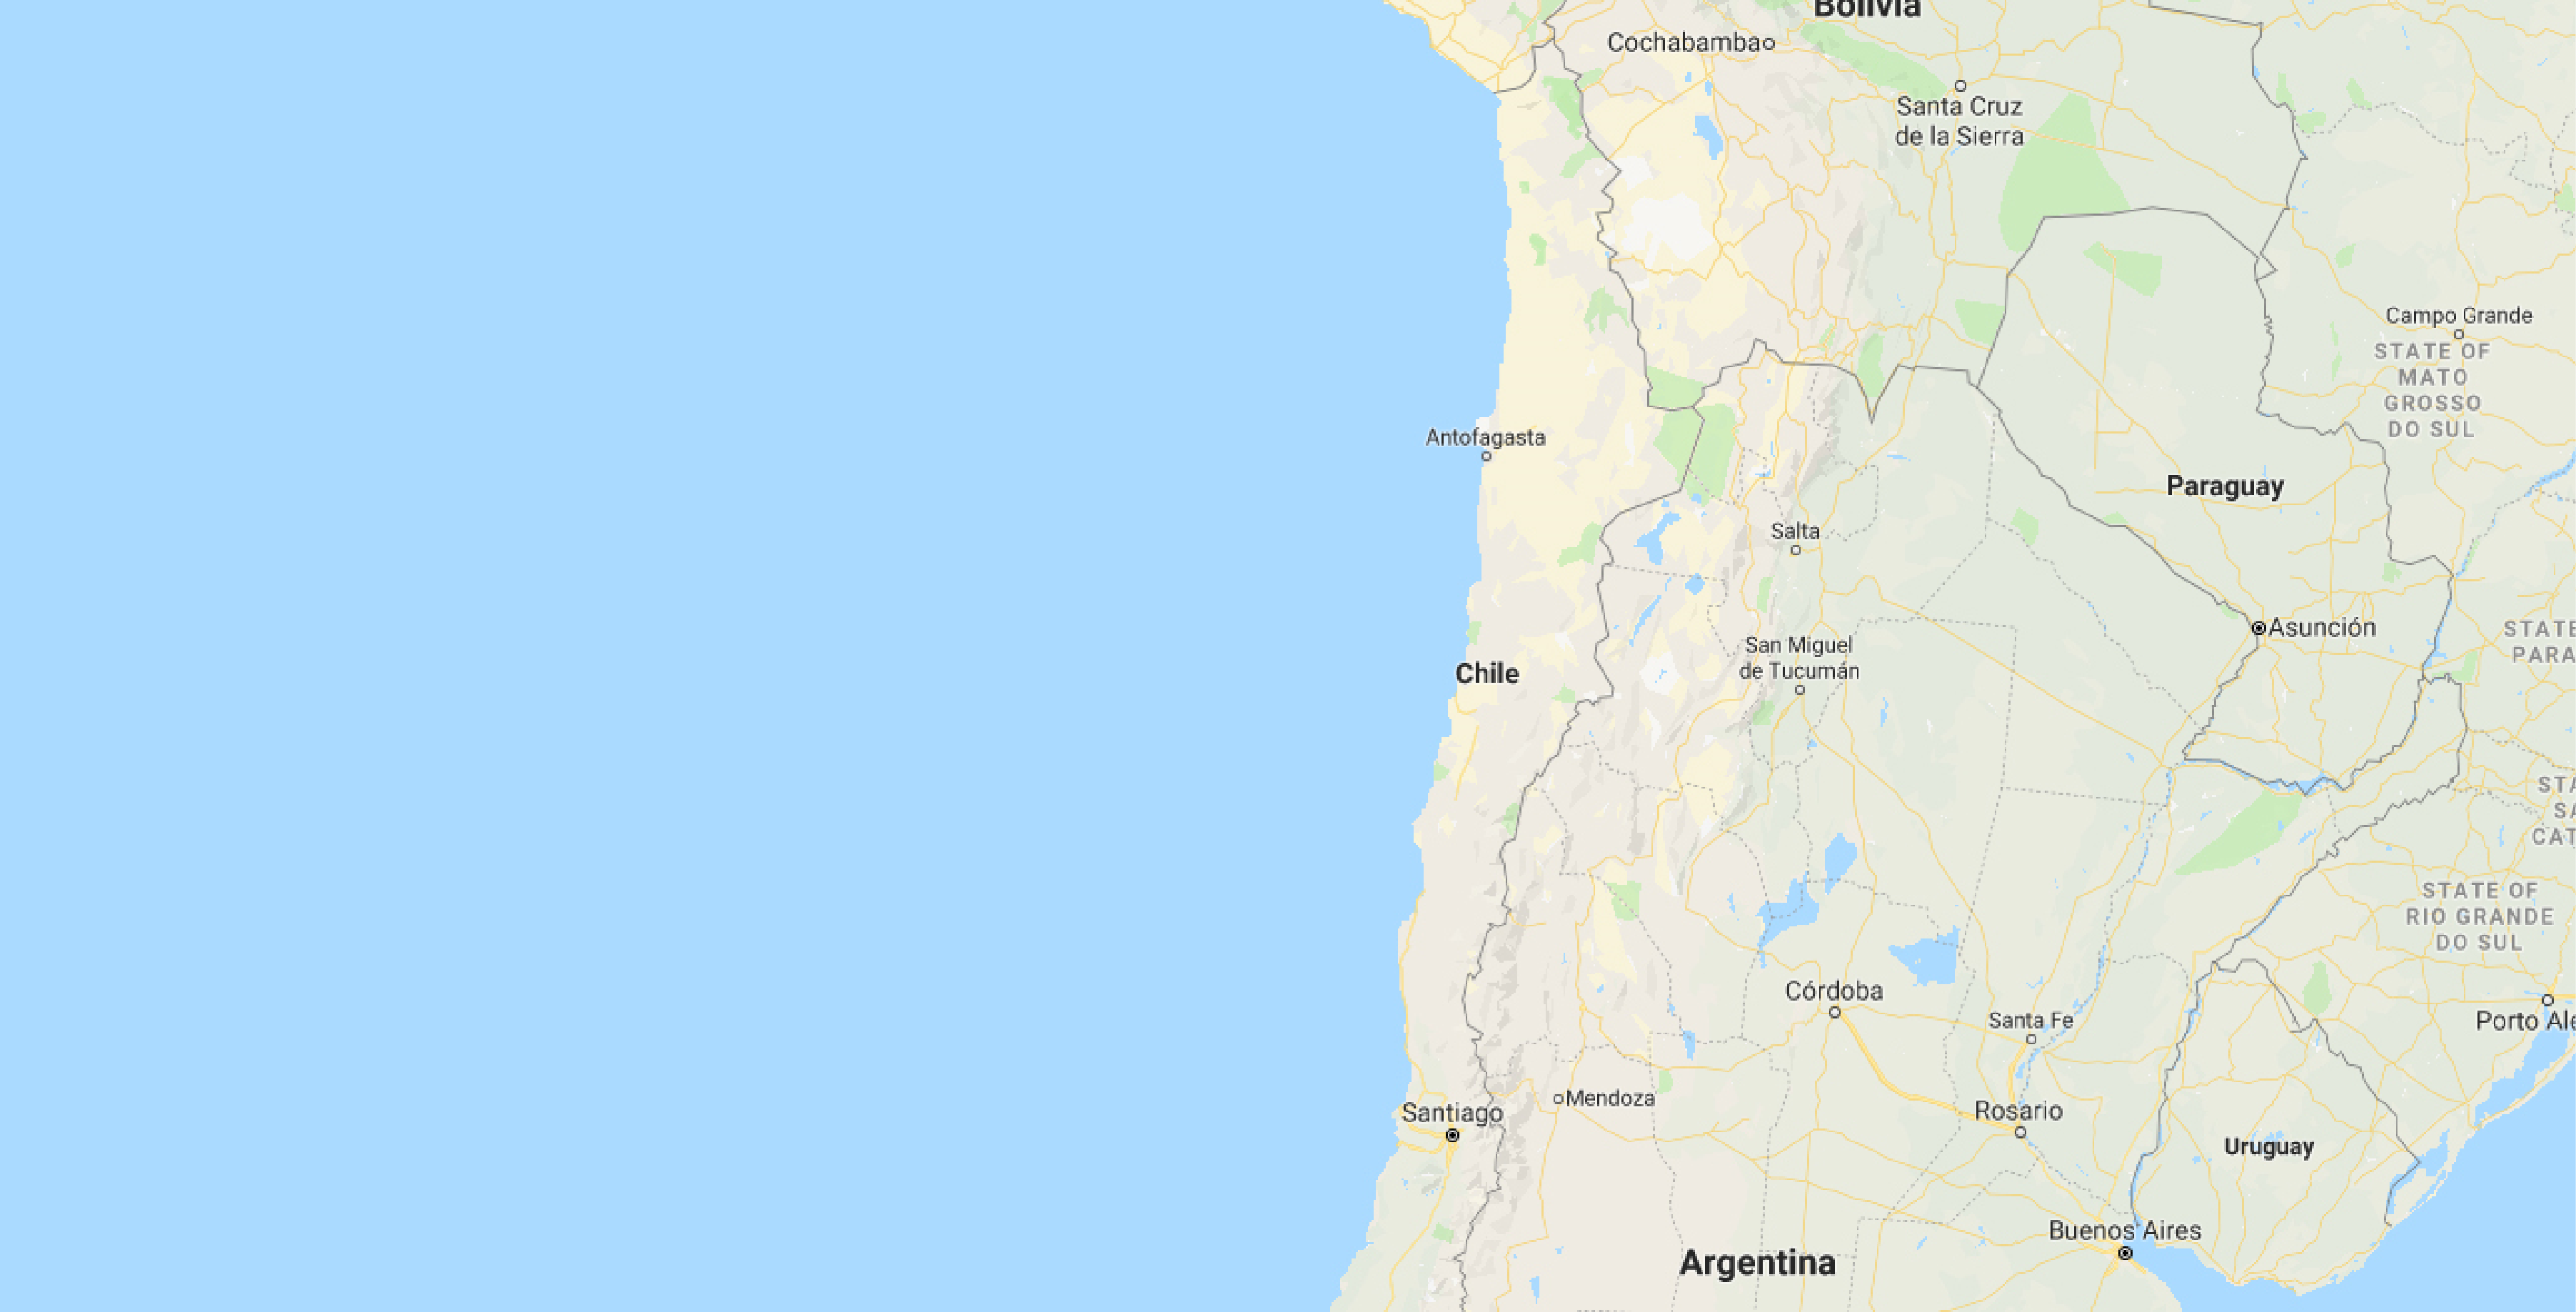 Bolivia
Cochabamba
Santa Cruz
de la Sierra
Campo Grande
STATE OF
MATO
GROSSO
DO SUL
Antofagasta
Paraguay
Salta
Asunción
STATE
PARA
San Miguel
de Tucumán
Chile
STA
SA
CAT
STATE OF
RIO GRANDE
DO SUL
Córdoba
Santa Fe
Porto Ale
Mendoza
Santiago
Rosario
Uruguay
Buenos Aires
Argentina